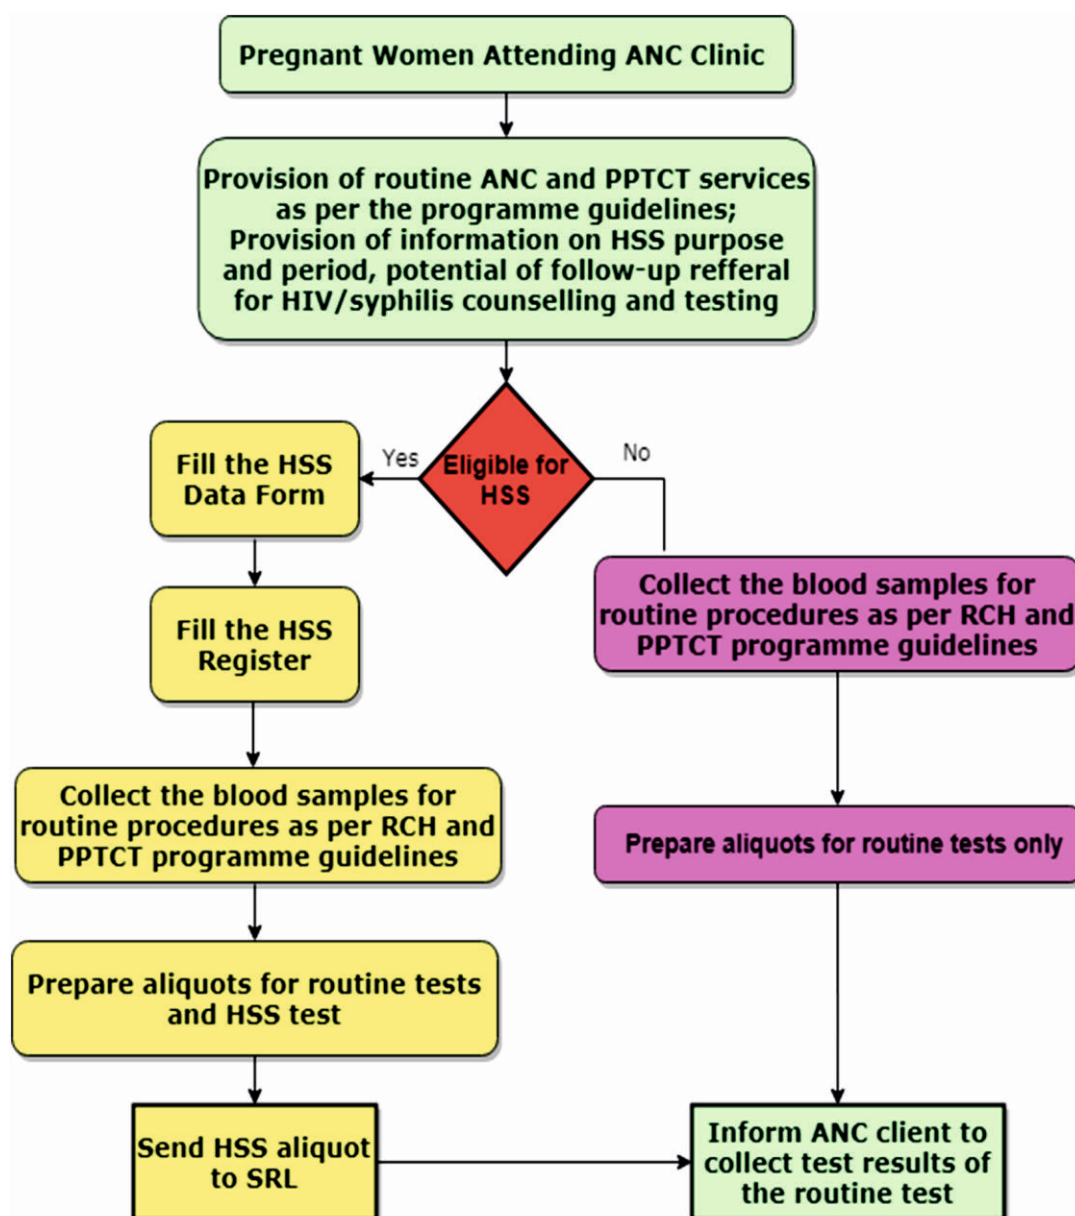 Pregnant Women Attending ANC Clinic
Provision of routine ANC and PPTCT services
as per the programme guidelines;
Provision of information on HSS purpose
and period, potential of follow-up refferal
for HIV/syphilis counselling and testing
Eligible for
HSS
Yes
No
Fill the HSS
Data Form
Fill the HSS
Register
Collect the blood samples for
routine procedures as per RCH and
PPTCT programme guidelines
Prepare aliquots for routine tests
and HSS test
Send HSS aliquot
to SRL
Collect the blood samples for
routine procedures as per RCH and
PPTCT programme guidelines
Prepare aliquots for routine tests only
Inform ANC client to
collect test results of
the routine test